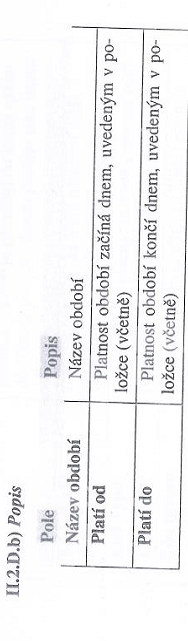 II.2.D.b) Popis
Pole Popis
Název období Název období
Platí od Platnost období začíná dnem, uvedeným v po-
ložce (včetně)
Platí do Platnost období končí dnem, uvedeným v po-
ložce (včetně)